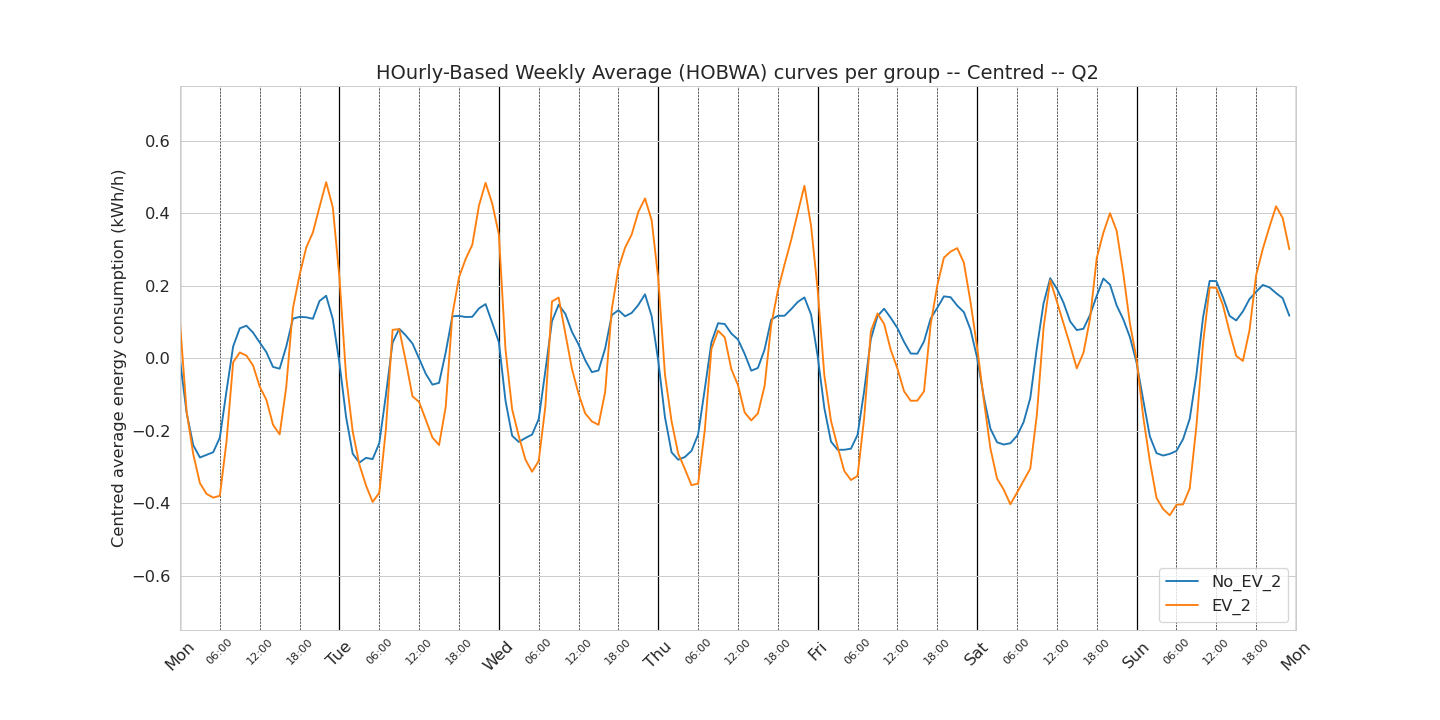 HOurly-Based Weekly Average (HOBWA) curves per group -- Centred -- Q2
Centred average energy consumption (kWh/h)
0.6
0.4
0.2
0.0
−0.2
−0.4
−0.6
No_EV_2
EV_2
Mon 06:00 12:00 18:00 Tue 06:00 12:00 18:00 Wed 06:00 12:00 18:00 Thu 06:00 12:00 18:00 Fri 06:00 12:00 18:00 Sat 06:00 12:00 18:00 Sun 06:00 12:00 18:00 Mon